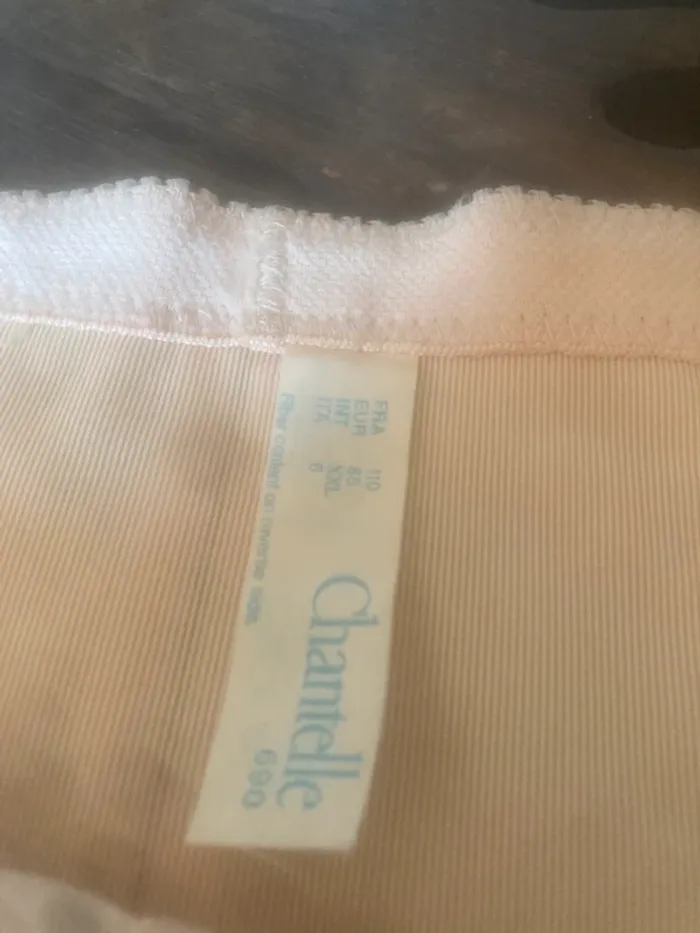 FRA 110
EUR 85
INT XXL
ITA 6
Chantelle
690
Fiber content on reverse side.